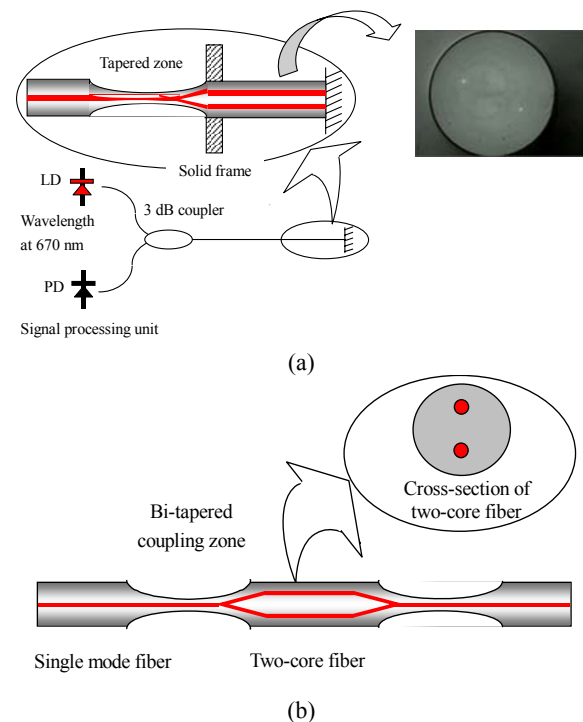 (a)
Tapered zone
Solid frame
LD
3 dB coupler
Wavelength
at 670 nm
PD
Signal processing unit
(a)
Cross-section of
two-core fiber
Bi-tapered
coupling zone
Single mode fiber
Two-core fiber
(b)